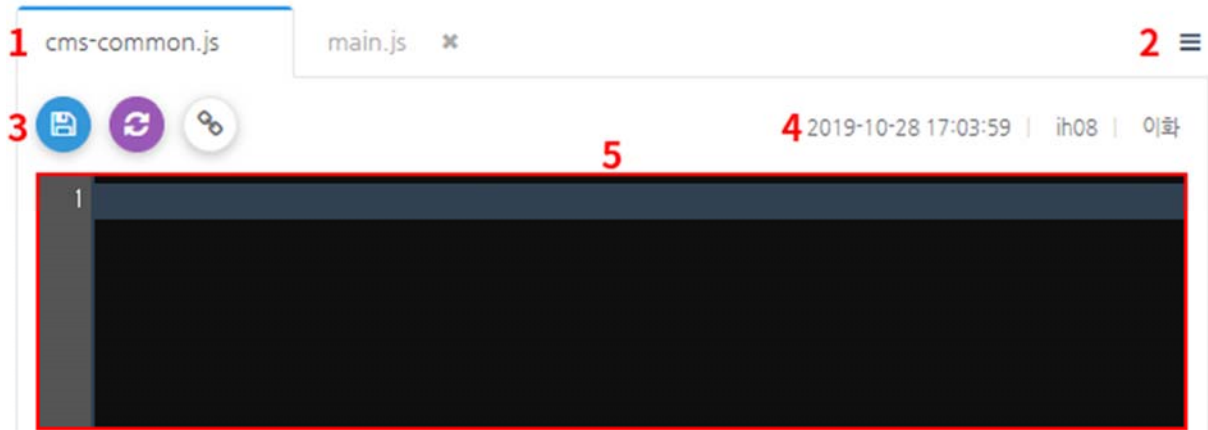 1 cms-common.js main.js × 2
3 4 2019-10-28 17:03:59 | ih08 | 이화
5
1